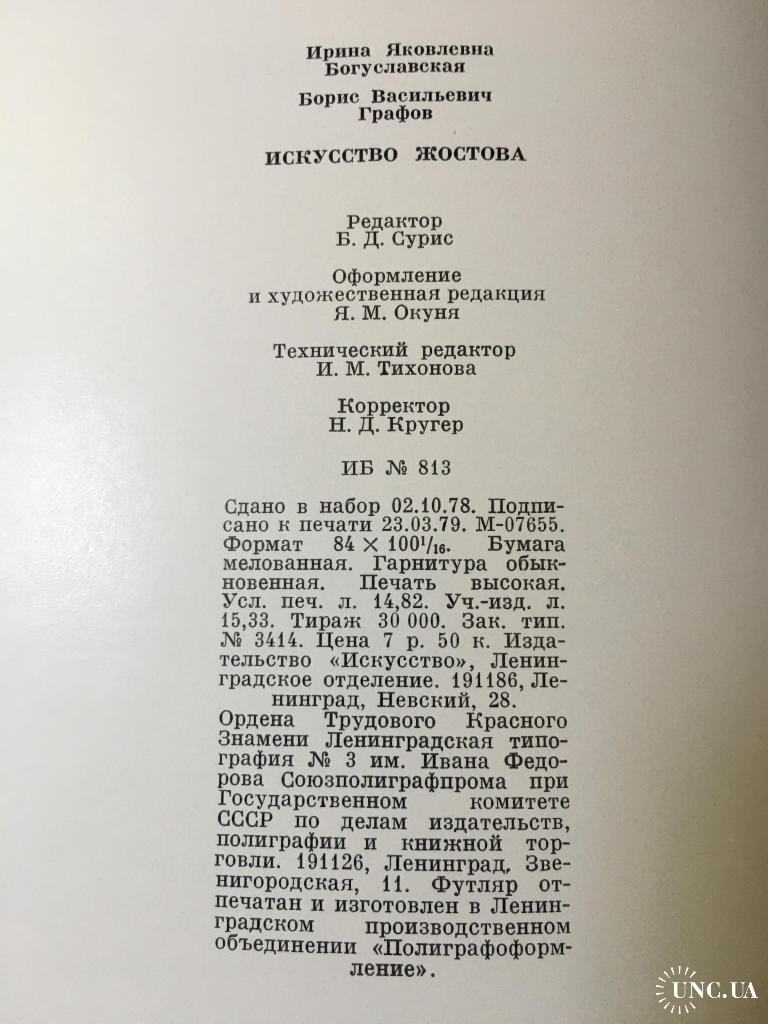 Ирина Яковлевна
Богуславская
Борис Васильевич
Графов
ИСКУССТВО ЖОСТОВА
Редактор
Б. Д. Сурис
Оформление
и художественная редакция
Я. М. Окуня
Технический редактор
И. М. Тихонова
Корректор
Н. Д. Кругер
ИБ № 813
Сдано в набор 02.10.78. Подпи-
сано к печати 23.03.79. М-07655.
Формат 84 × 100¹/₁₆. Бумага
мелованная. Гарнитура обык-
новенная. Печать высокая.
Усл. печ. л. 14,82. Уч.-изд. л.
15,33. Тираж 30 000. Зак. тип.
№ 3414. Цена 7 р. 50 к. Изда-
тельство «Искусство», Ленин-
градское отделение. 191186, Ле-
нинград, Невский, 28.
Ордена Трудового Красного
Знамени Ленинградская типо-
графия № 3 им. Ивана Федо-
рова Союзполиграфпрома при
Государственном комитете
СССР по делам издательств,
полиграфии и книжной тор-
говли. 191126, Ленинград, Зве-
нигородская, 11. Футляр от-
печатан и изготовлен в Ленин-
градском производственном
объединении «Полиграфоформ-
ление».
UNC.UA